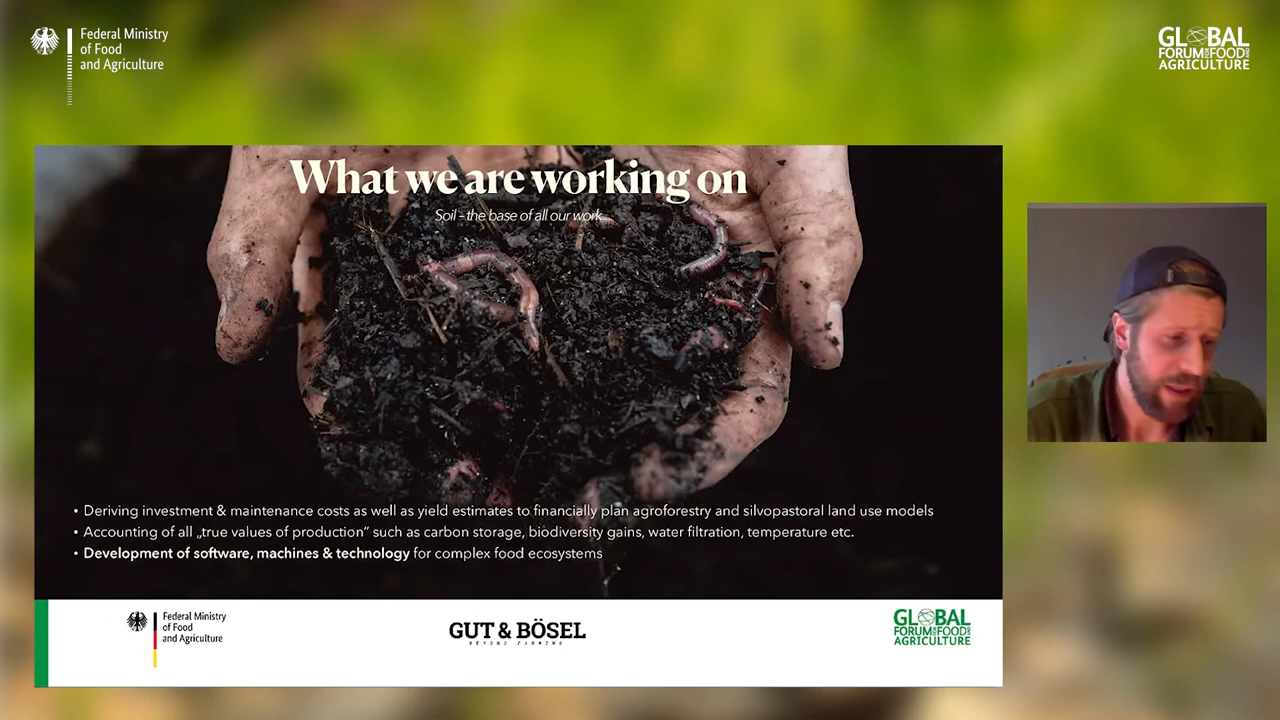 Federal Ministry
of Food
and Agriculture
GLOBAL
FORUM FOR FOOD AND
AGRICULTURE
What we are working on
Soil – the base of all our work
• Deriving investment & maintenance costs as well as yield estimates to financially plan agroforestry and silvopastoral land use models
• Accounting of all „true values of production" such as carbon storage, biodiversity gains, water filtration, temperature etc.
• Development of software, machines & technology for complex food ecosystems
Federal Ministry
of Food
and Agriculture
GUT & BÖSEL
BEYOND FARMING
GLOBAL
FORUM FOR FOOD AND
AGRICULTURE